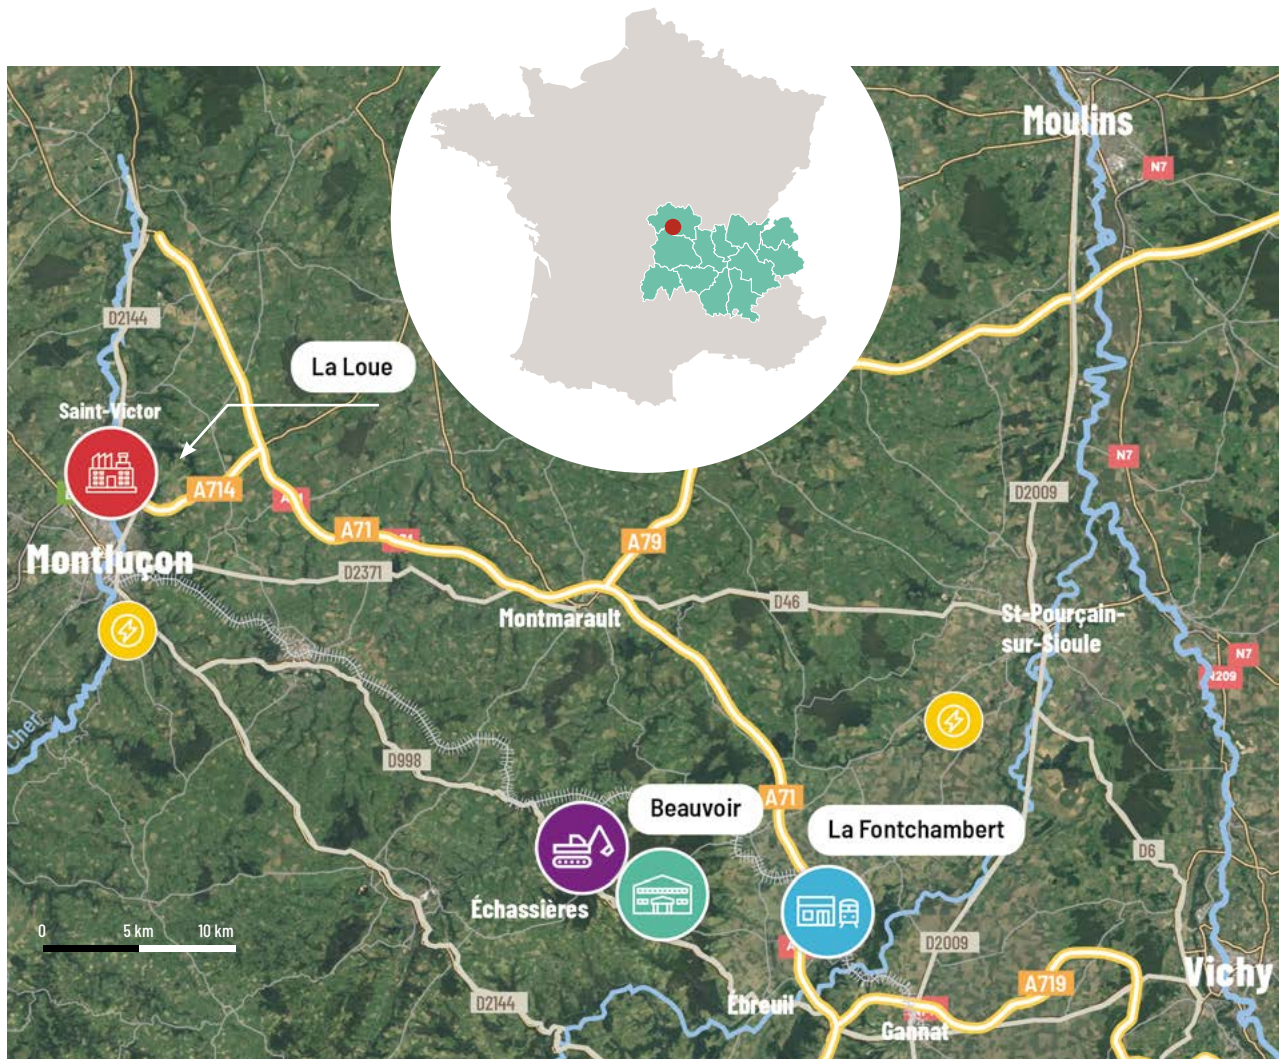 Moulins
N7
D2144
La Loue
Saint-Victor
N7
A714
D2009
A71
A79
Montluçon
D2371
D46
Montmarault
St-Pourçain-
sur-Sioule
N7
N209
Cher
D998
A71
Beauvoir
La Fontchambert
D6
Échassières
0
5 km
10 km
D2009
Vichy
A719
D2144
Ébreuil
Gannat